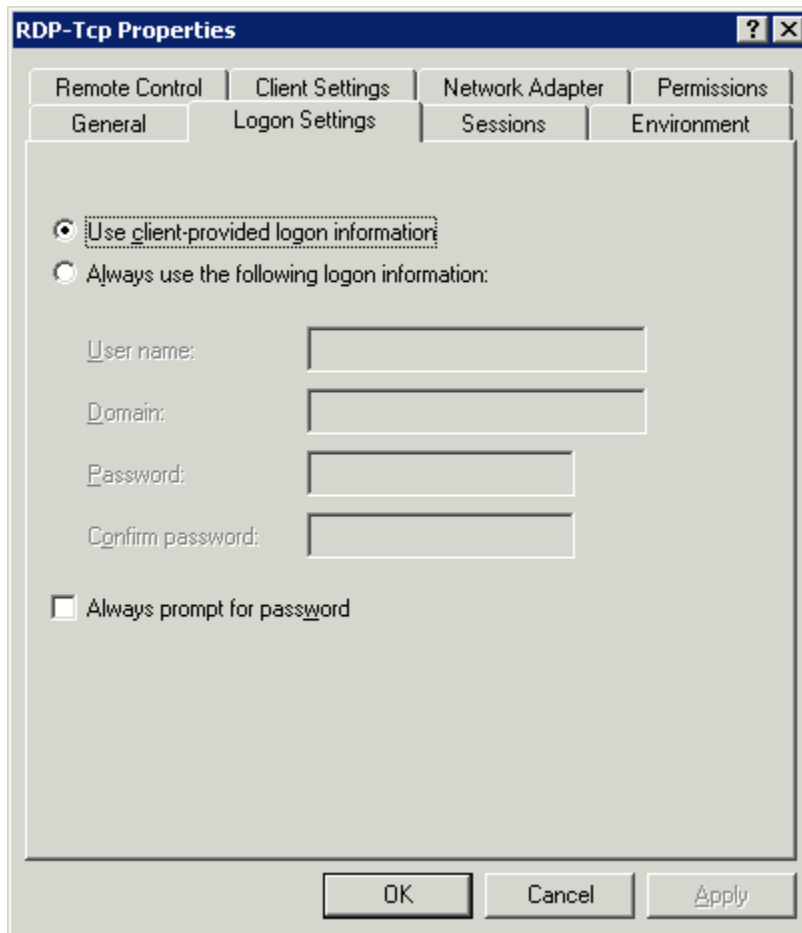 RDP-Tcp Properties
Remote Control Client Settings Network Adapter Permissions
General Logon Settings Sessions Environment
Use client-provided logon information
Always use the following logon information:
User name:
Domain:
Password:
Confirm password:
Always prompt for password
OK Cancel Apply